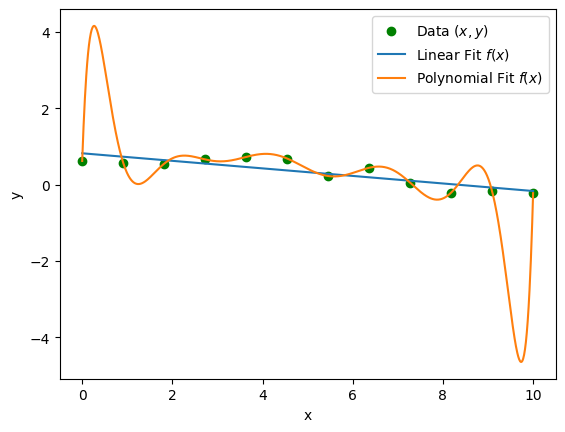 Data (x, y)
Linear Fit f(x)
Polynomial Fit f(x)
4
2
0
−2
−4
y
0
2
4
6
8
10
x